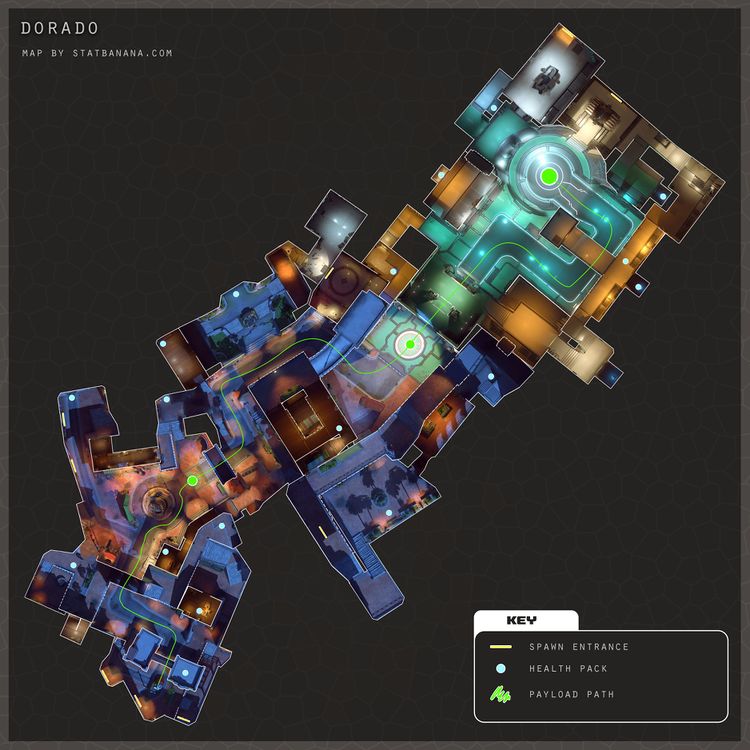 DORADO
MAP BY STATBANANA.COM
KEY
SPAWN ENTRANCE
HEALTH PACK
PAYLOAD PATH